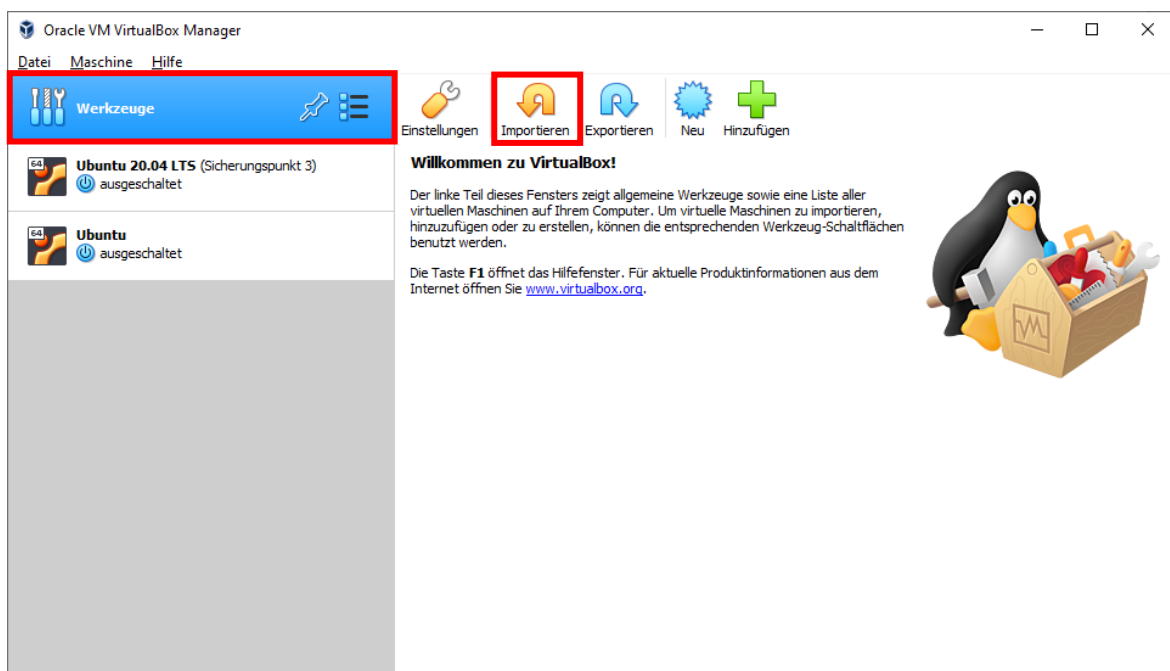 Oracle VM VirtualBox Manager
Datei Maschine Hilfe
Werkzeuge
Einstellungen Importieren Exportieren Neu Hinzufügen
64
Ubuntu 20.04 LTS (Sicherungspunkt 3)
ausgeschaltet
64
Ubuntu
ausgeschaltet
Willkommen zu VirtualBox!
Der linke Teil dieses Fensters zeigt allgemeine Werkzeuge sowie eine Liste aller
virtuellen Maschinen auf Ihrem Computer. Um virtuelle Maschinen zu importieren,
hinzuzufügen oder zu erstellen, können die entsprechenden Werkzeug-Schaltflächen
benutzt werden.
Die Taste F1 öffnet das Hilfefenster. Für aktuelle Produktinformationen aus dem
Internet öffnen Sie www.virtualbox.org.